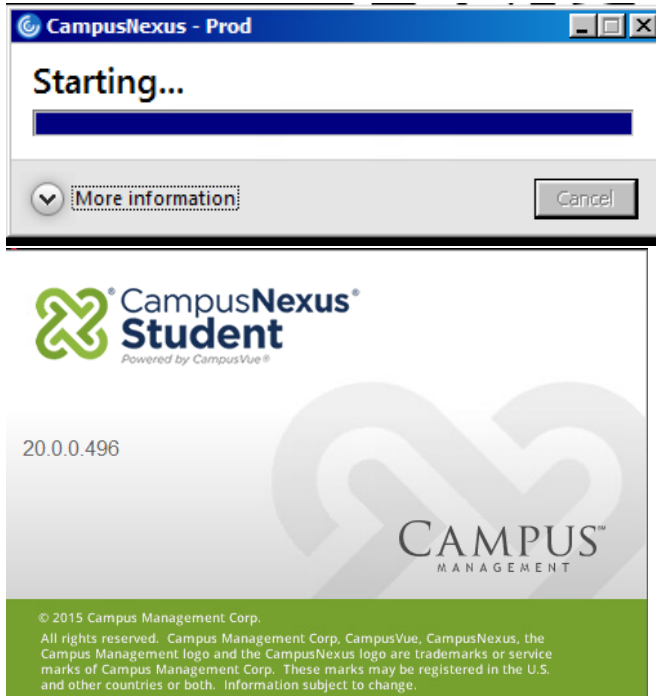 CampusNexus - Prod
Starting...
More information
Cancel
CampusNexus®
Student
Powered by CampusVue®
20.0.0.496
CAMPUS℠
MANAGEMENT
© 2015 Campus Management Corp.
All rights reserved. Campus Management Corp, CampusVue, CampusNexus, the
Campus Management logo and the CampusNexus logo are trademarks or service
marks of Campus Management Corp. These marks may be registered in the U.S.
and other countries or both. Information subject to change.